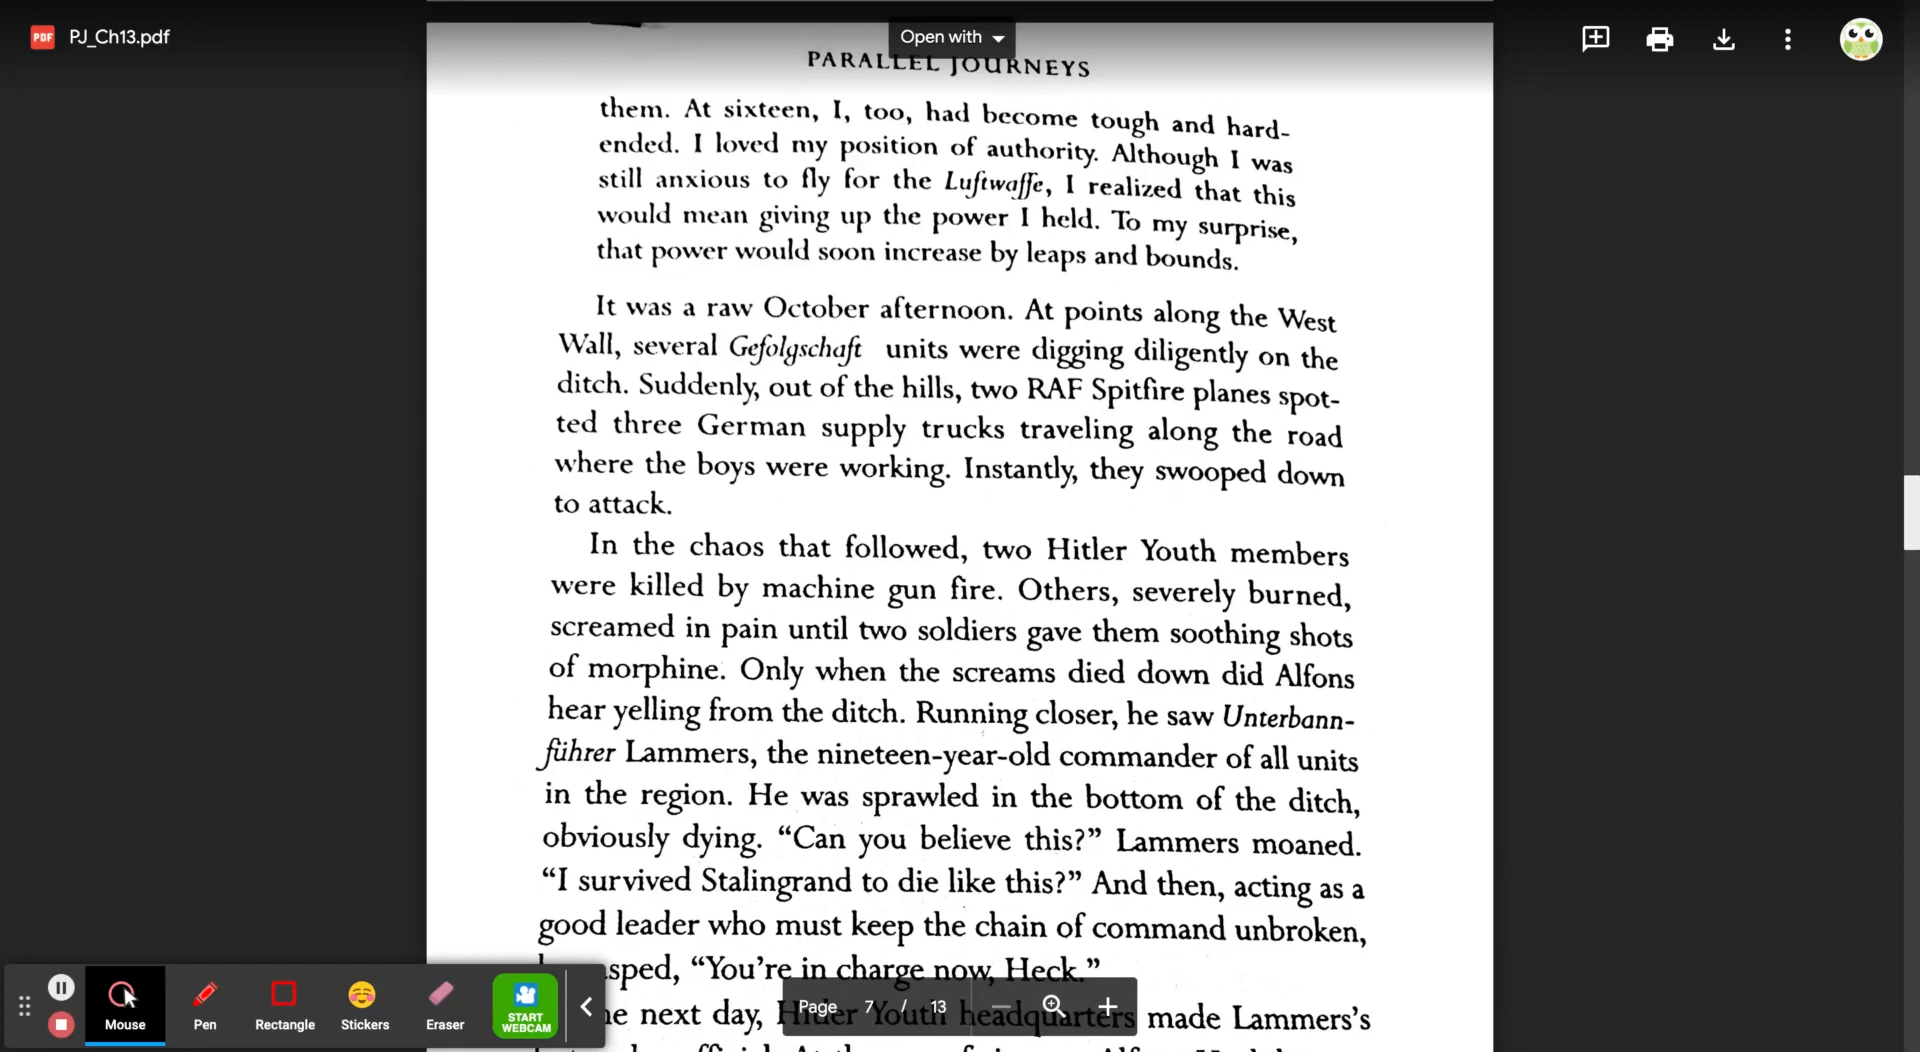 PJ_Ch13.pdf
Open with
PARALLEL JOURNEYS
them. At sixteen, I, too, had become tough and hard-
ended. I loved my position of authority. Although I was
still anxious to fly for the Luftwaffe, I realized that this
would mean giving up the power I held. To my surprise,
that power would soon increase by leaps and bounds.
It was a raw October afternoon. At points along the West
Wall, several Gefolgschaft units were digging diligently on the
ditch. Suddenly, out of the hills, two RAF Spitfire planes spot-
ted three German supply trucks traveling along the road
where the boys were working. Instantly, they swooped down
to attack.
In the chaos that followed, two Hitler Youth members
were killed by machine gun fire. Others, severely burned,
screamed in pain until two soldiers gave them soothing shots
of morphine. Only when the screams died down did Alfons
hear yelling from the ditch. Running closer, he saw Unterbann-
führer Lammers, the nineteen-year-old commander of all units
in the region. He was sprawled in the bottom of the ditch,
obviously dying. “Can you believe this?” Lammers moaned.
“I survived Stalingrand to die like this?” And then, acting as a
good leader who must keep the chain of command unbroken,
“You’re in charge now, Heck.”
next day, Hitler Youth headquarters made Lammers’s
Page 7 / 13
Mouse
Pen
Rectangle
Stickers
Eraser
START
WEBCAM